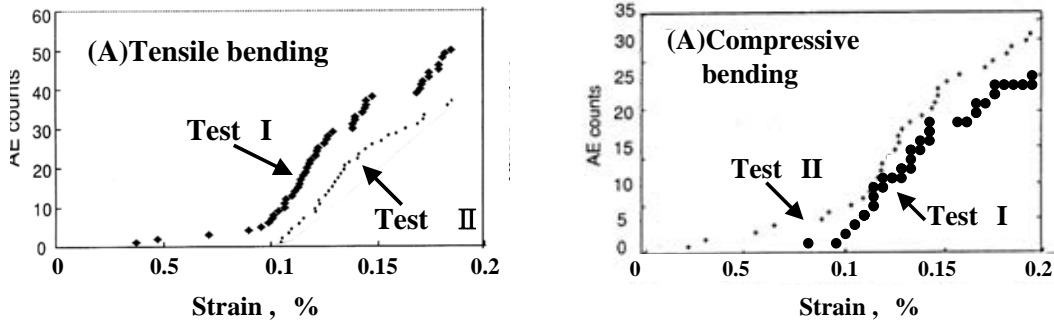 (A)Tensile bending
AE counts
60
50
40
30
20
10
0
Test I
Test II
0
0.1
0.15
0.2
Strain , %
(A)Compressive
bending
AE counts
35
30
25
20
15
10
5
0
Test II
Test I
0
0.5
0.1
0.15
0.2
Strain , %